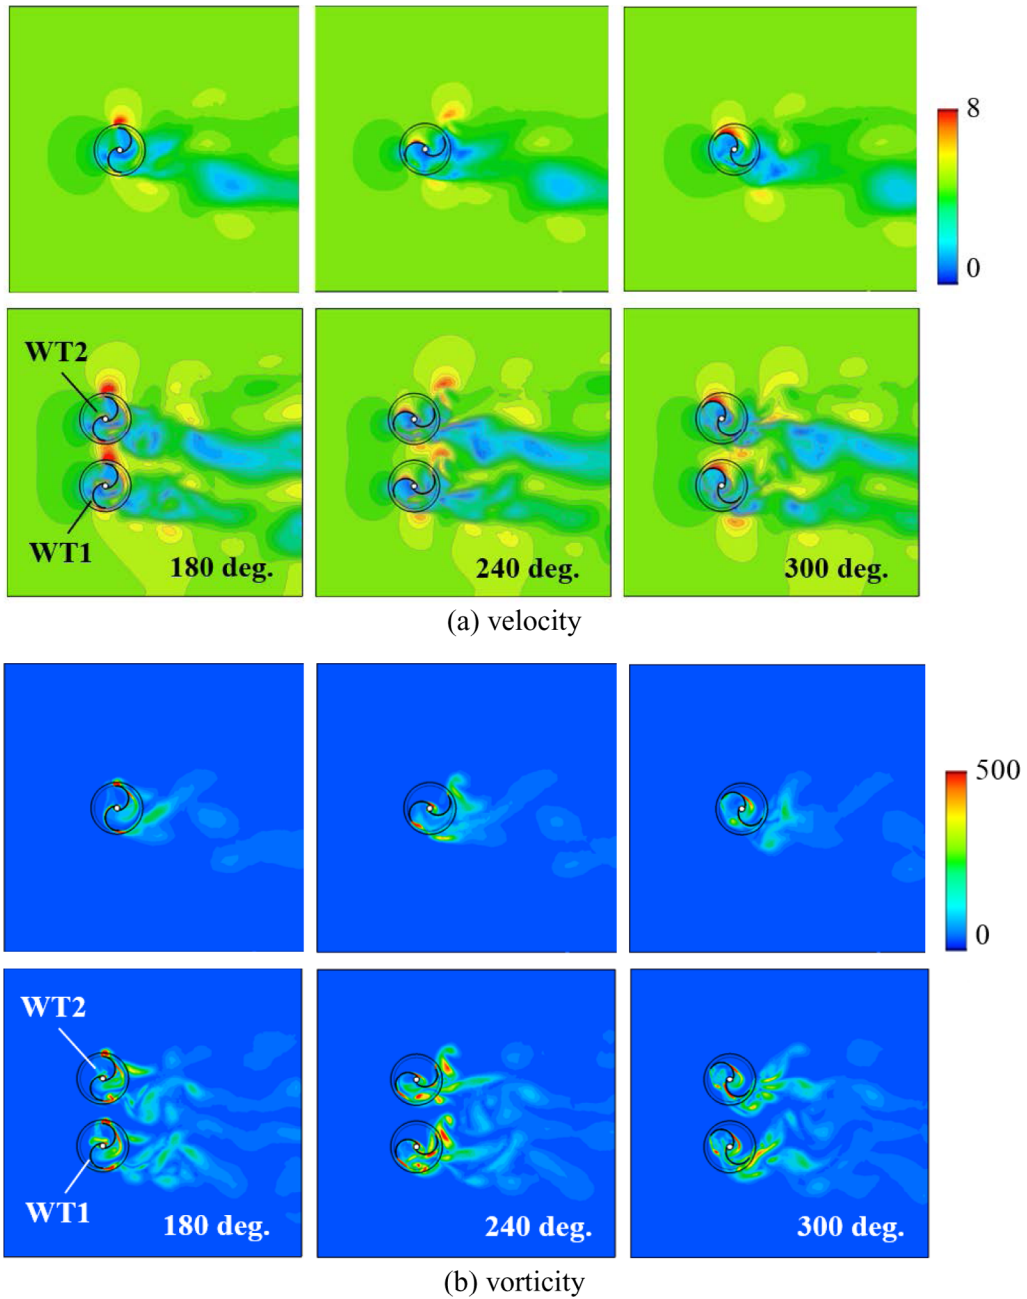 8
0
WT2
WT1
180 deg.
240 deg.
300 deg.
(a) velocity
500
0
WT2
WT1
180 deg.
240 deg.
300 deg.
(b) vorticity